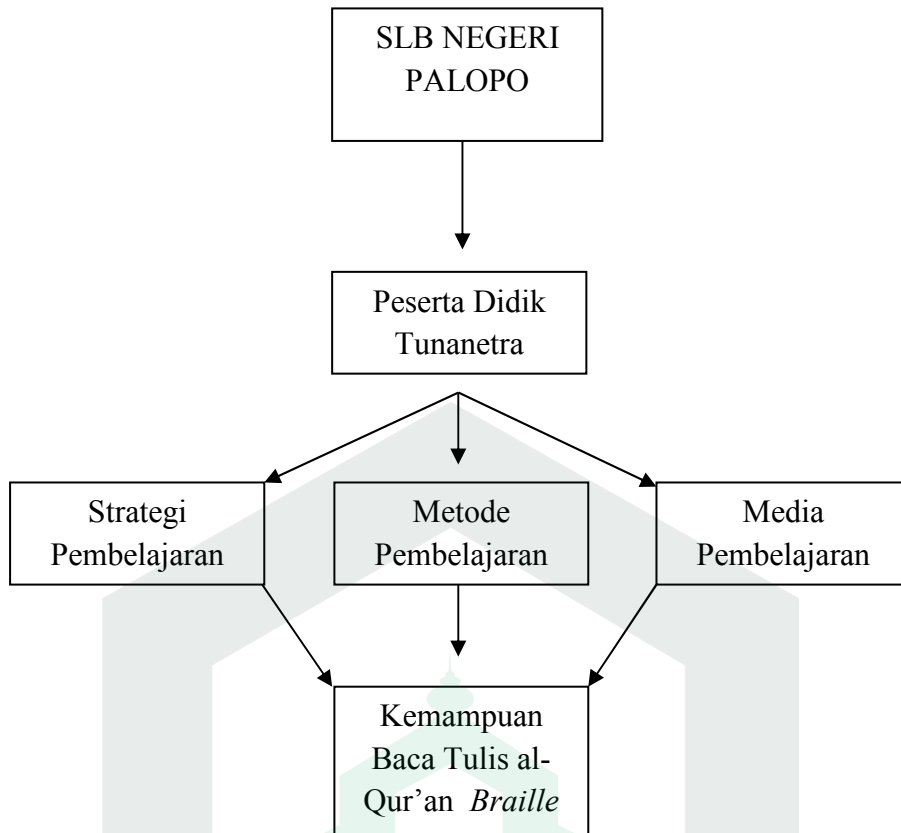 SLB NEGERI
PALOPO
Peserta Didik
Tunanetra
Strategi
Pembelajaran
Metode
Pembelajaran
Media
Pembelajaran
Kemampuan
Baca Tulis al-
Qur’an Braille